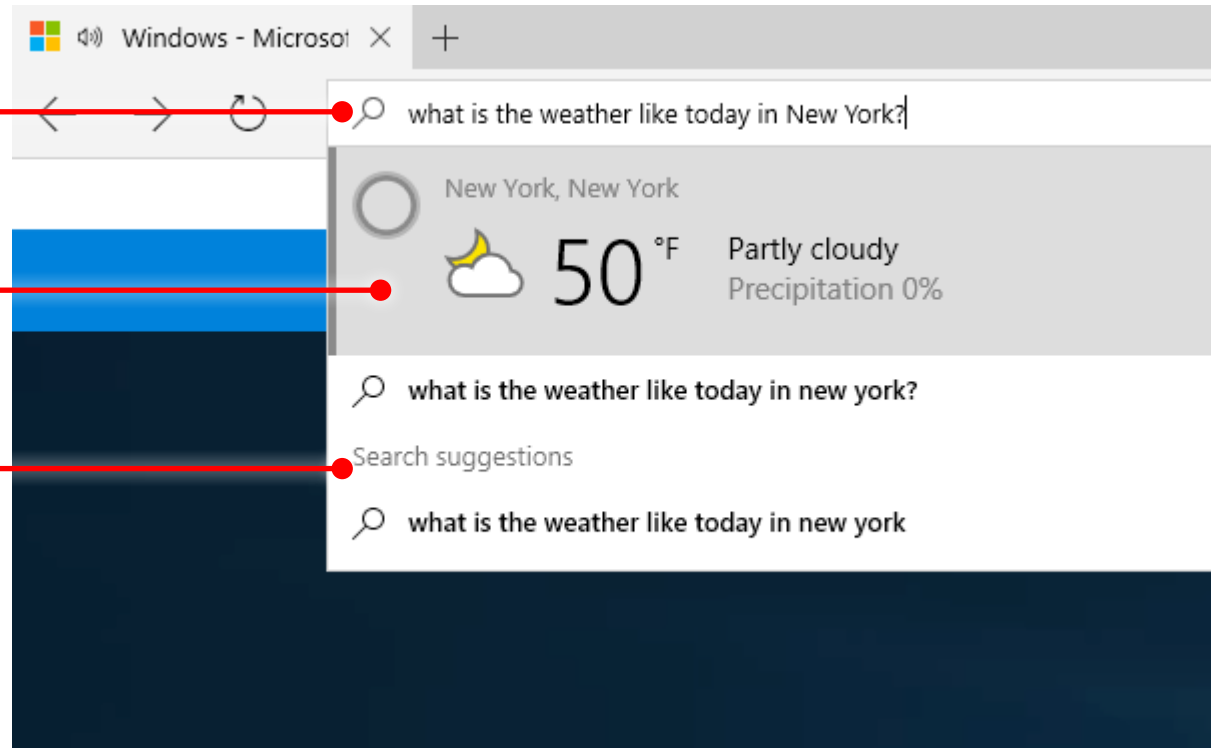 Windows - Microsof
what is the weather like today in New York?
New York, New York
50 °F
Partly cloudy
Precipitation 0%
what is the weather like today in new york?
Search suggestions
what is the weather like today in new york